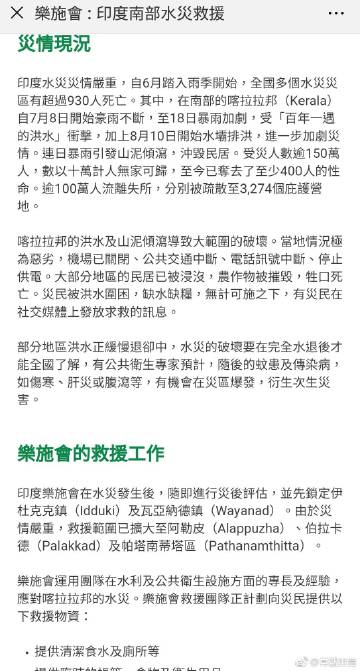 樂施會 : 印度南部水災救援
災情現況
印度水災災情嚴重，自6月踏入雨季開始，全國多個水災災
區有超過930人死亡。其中，在南部的喀拉拉邦（Kerala）
自7月8日開始豪雨不斷，至18日暴雨加劇，受「百年一遇
的洪水」衝擊，加上8月10日開始水壩排洪，進一步加劇災
情。連日暴雨引發山泥傾瀉，沖毀民居。受災人數逾150萬
人，數以十萬計人無家可歸，至今已奪去了至少400人的性
命。逾100萬人流離失所，分別被疏散至3,274個庇護營
地。
喀拉拉邦的洪水及山泥傾瀉導致大範圍的破壞。當地情況極
為惡劣，機場已關閉、公共交通中斷、電話訊號中斷、停止
供電。大部分地區的民居已被浸沒，農作物被摧毀，牲口死
亡。災民被洪水圍困，缺水缺糧，無計可施之下，有災民在
社交媒體上發放求救的訊息。
部分地區洪水正緩慢退卻中，水災的破壞要在完全水退後才
能全國了解，有公共衛生專家預計，隨後的蚊患及傳染病，
如傷寒、肝災或腹瀉等，有機會在災區爆發，衍生次生災
害。
樂施會的救援工作
印度樂施會在水災發生後，隨即進行災後評估，並先鎖定伊
杜克克鎮（Idduki）及瓦亞納德鎮（Wayanad）。由於災
情嚴重，救援範圍已擴大至阿勒皮（Alappuzha）、伯拉卡
德（Palakkad）及帕塔南蒂塔區（Pathanamthitta）。
樂施會運用團隊在水利及公共衛生設施方面的專長及經驗，
應對喀拉拉邦的水災。樂施會救援團隊正計劃向災民提供以
下救援物資：
• 提供清潔食水及廁所等